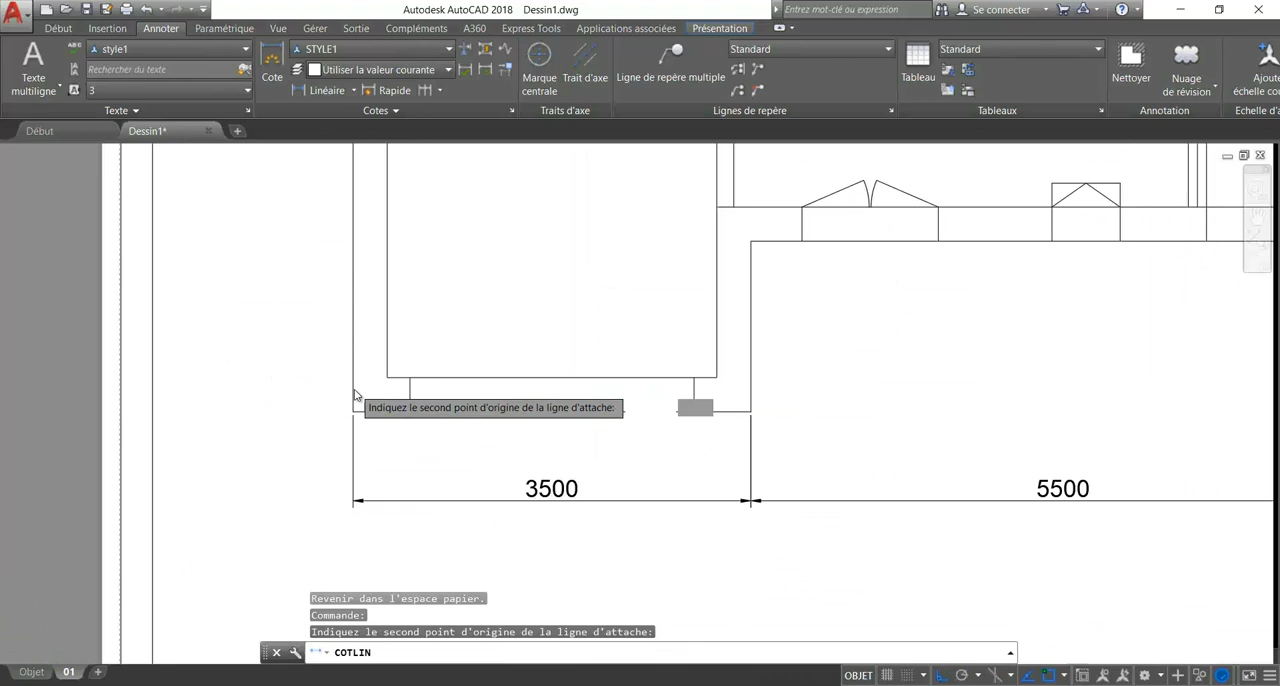 Autodesk AutoCAD 2018 Dessin1.dwg
Entrez mot-clé ou expression
Se connecter
Début Insertion Annoter Paramétrique Vue Gérer Sortie Compléments A360 Express Tools Applications associées Présentation
style1
STYLE1
Standard
Standard
Recherche du texte
Utiliser la valeur courante
Texte
multiligne
3
Cote
Linéaire
Rapide
Marque
centrale
Trait d'axe
Ligne de repère multiple
Tableau
Nettoyer
Nuage
de révision
Ajoute
échelle cou
Texte
Cotes
Traits d'axe
Lignes de repère
Tableaux
Annotation
Echelle d'a
Début
Dessin1*
Indiquez le second point d'origine de la ligne d'attache:
3500
5500
Revenir dans l'espace papier.
Commande:
Indiquez le second point d'origine de la ligne d'attache:
COTLIN
Objet 01
OBJET